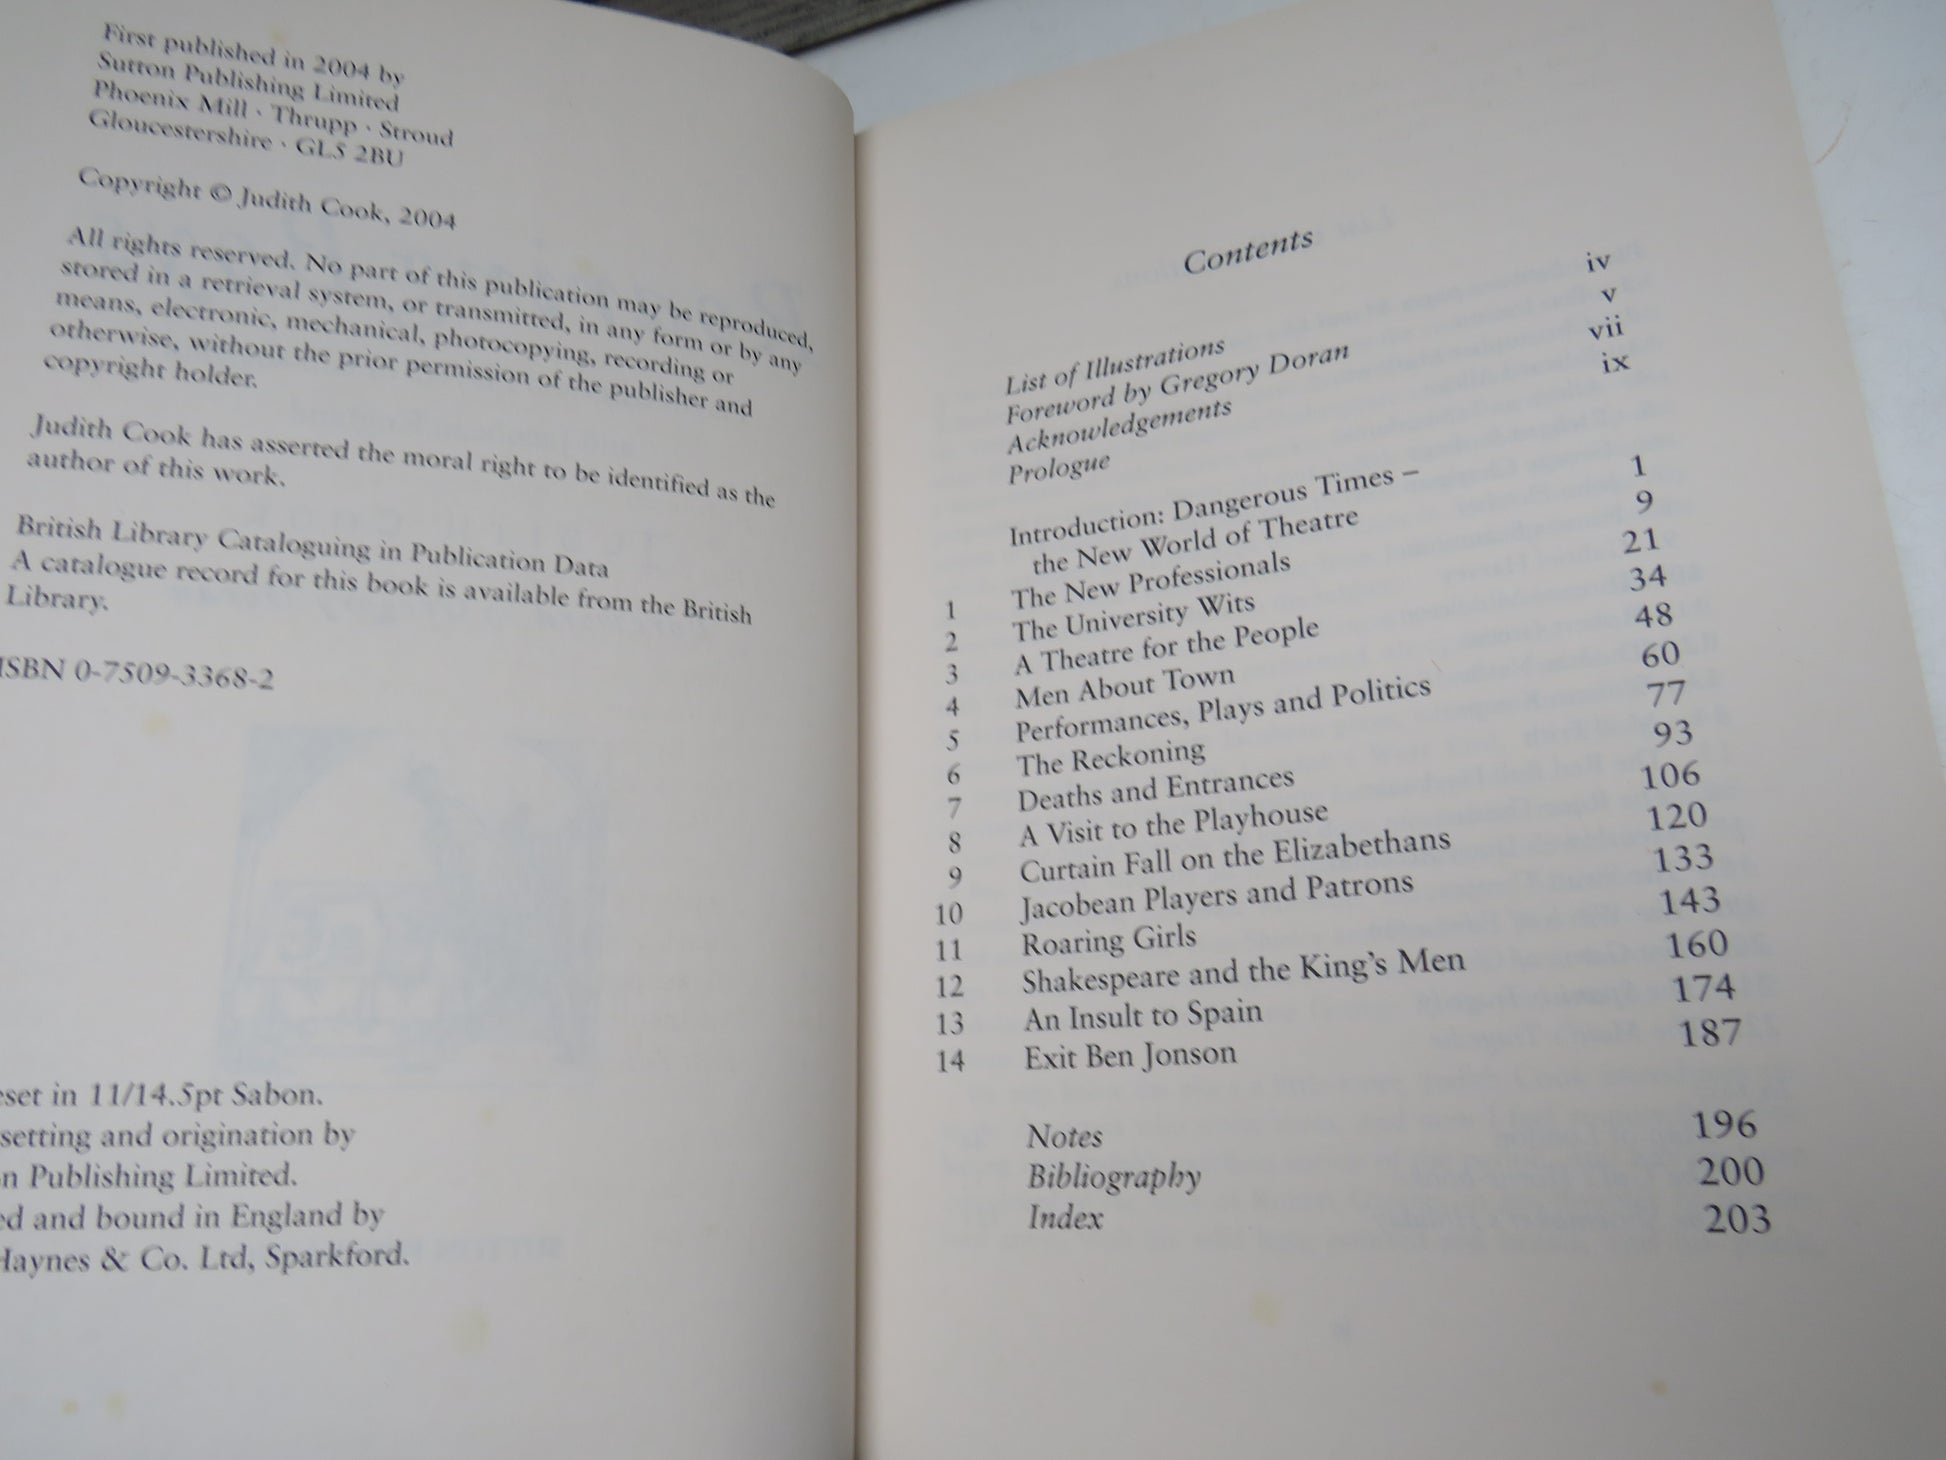 First published in 2004 by
Sutton Publishing Limited
Phoenix Mill · Thrupp · Stroud
Gloucestershire · GL5 2BU
Copyright © Judith Cook, 2004
All rights reserved. No part of this publication may be reproduced,
stored in a retrieval system, or transmitted, in any form or by any
means, electronic, mechanical, photocopying, recording or
otherwise, without the prior permission of the publisher and
copyright holder.
Judith Cook has asserted the moral right to be identified as the
author of this work.
British Library Cataloguing in Publication Data
A catalogue record for this book is available from the British
Library.
ISBN 0-7509-3368-2
eset in 11/14.5pt Sabon.
setting and origination by
n Publishing Limited.
ed and bound in England by
Haynes & Co. Ltd, Sparkford.
Contents
List of Illustrations iv
Foreword by Gregory Doran v
Acknowledgements vii
Prologue ix
Introduction: Dangerous Times –
the New World of Theatre 1
1 The New Professionals 9
2 The University Wits 21
3 A Theatre for the People 34
4 Men About Town 48
5 Performances, Plays and Politics 60
6 The Reckoning 77
7 Deaths and Entrances 93
8 A Visit to the Playhouse 106
9 Curtain Fall on the Elizabethans 120
10 Jacobean Players and Patrons 133
11 Roaring Girls 143
12 Shakespeare and the King's Men 160
13 An Insult to Spain 174
14 Exit Ben Jonson 187
Notes 196
Bibliography 200
Index 203